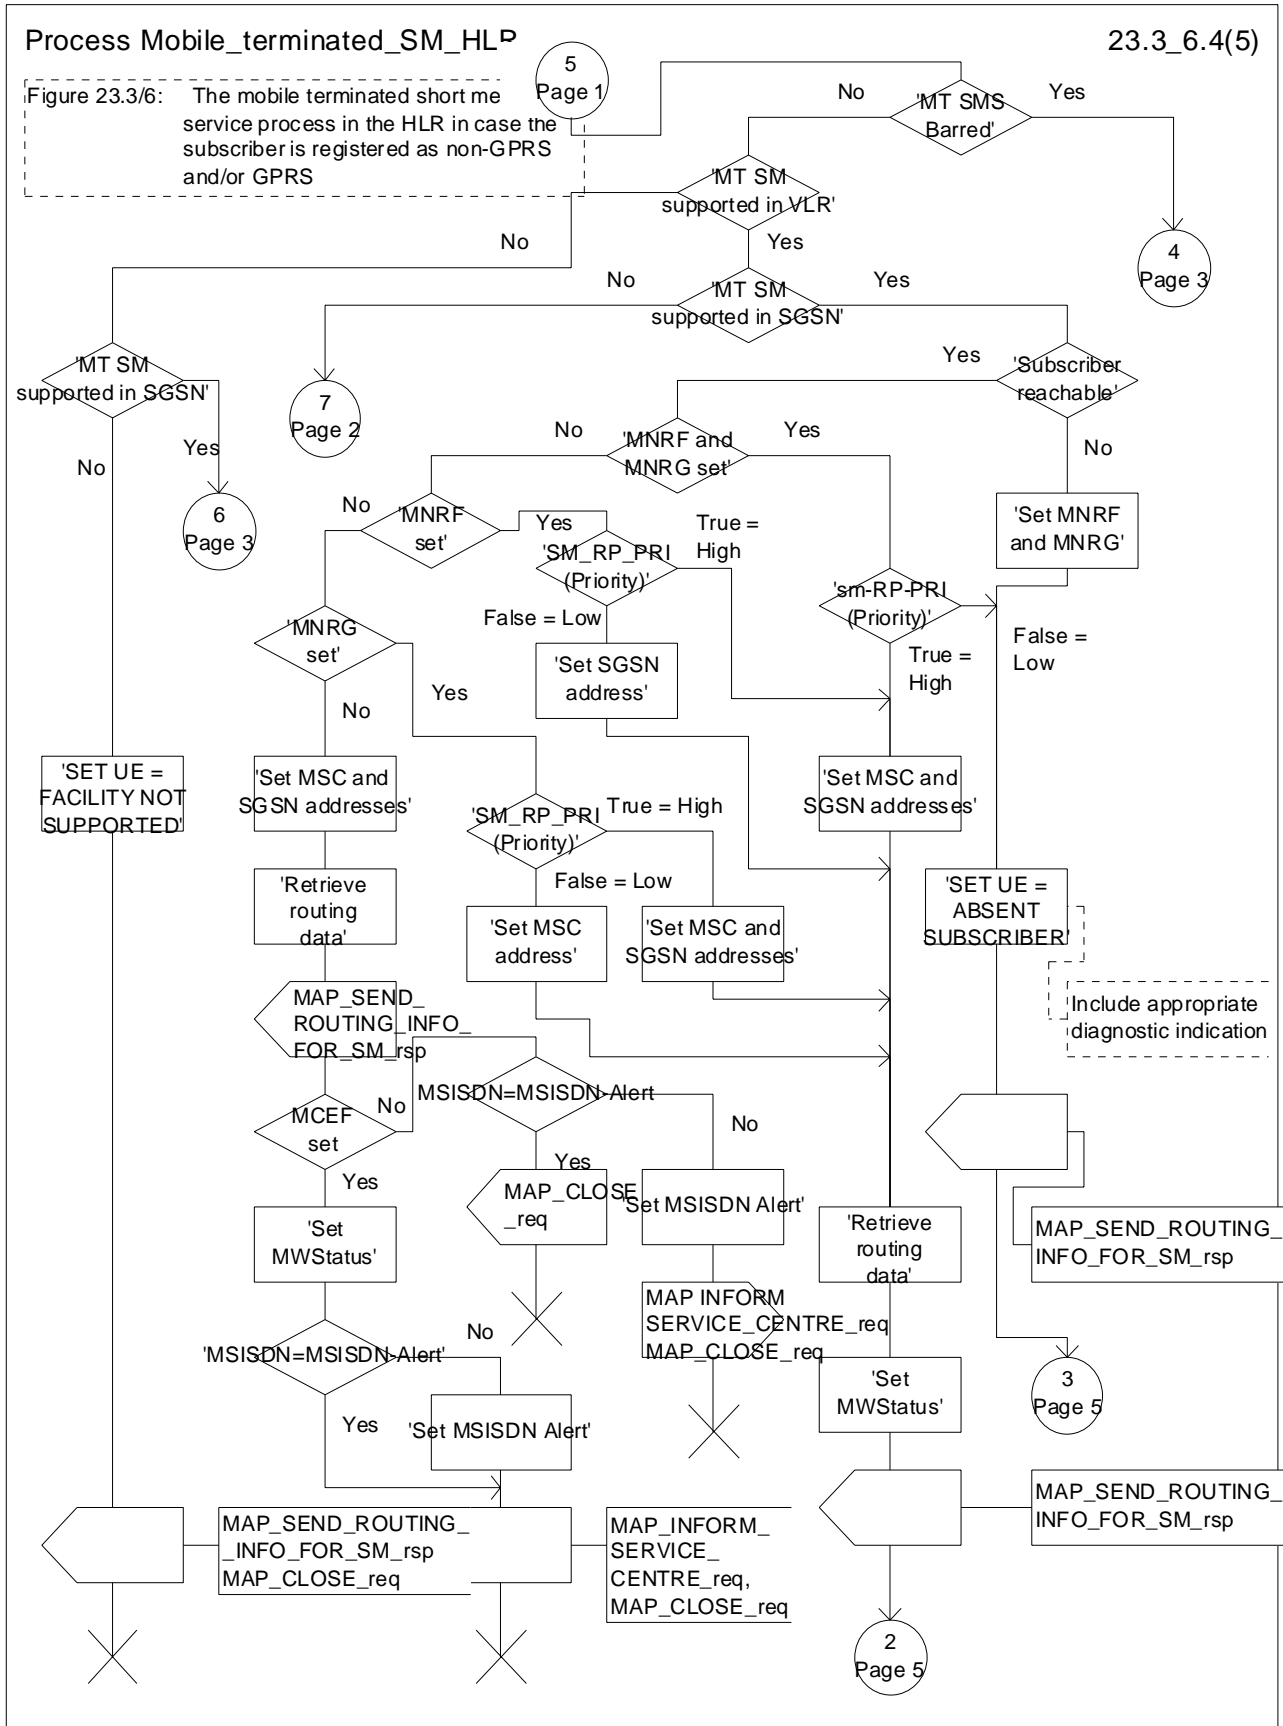 Process Mobile_terminated_SM_HLR
23.3_6.4(5)
Figure 23.3/6: The mobile terminated short me
service process in the HLR in case the
subscriber is registered as non-GPRS
and/or GPRS
5
Page 1
No
'MT SMS
Barred'
Yes
'MT SM
supported in VLR'
No
Yes
4
Page 3
No
'MT SM
supported in SGSN'
Yes
'MT SM
supported in SGSN'
7
Page 2
Yes
'Subscriber
reachable'
No
Yes
No
'MNRF and
MNRG set'
Yes
No
6
Page 3
No
'MNRF
set'
Yes
'SM_RP_PRI
(Priority)'
True =
High
'Set MNRF
and MNRG'
'sm-RP-PRI
(Priority)'
False = Low
'MNRG
set'
False =
Low
True =
High
'Set SGSN
address'
Yes
No
'SET UE =
FACILITY NOT
SUPPORTED'
'Set MSC and
SGSN addresses'
'SM_RP_PRI
(Priority)'
True = High
'Set MSC and
SGSN addresses'
False = Low
'Retrieve
routing
data'
'Set MSC
address'
'Set MSC and
SGSN addresses'
'SET UE =
ABSENT
SUBSCRIBER'
Include appropriate
diagnostic indication
MAP_SEND_
ROUTING_INFO_
FOR_SM_rsp
MSISDN=MSISDN-Alert
MCEF
set
No
No
Yes
Yes
MAP_CLOSE
_req
'Set MSISDN Alert'
'Set
MWStatus'
'Retrieve
routing
data'
MAP_SEND_ROUTING_
INFO_FOR_SM_rsp
MAP INFORM
SERVICE_CENTRE_req
MAP_CLOSE_req
'MSISDN=MSISDN-Alert'
No
Yes
'Set MSISDN Alert'
'Set
MWStatus'
3
Page 5
MAP_SEND_ROUTING_
_INFO_FOR_SM_rsp
MAP_CLOSE_req
MAP_INFORM_
SERVICE_
CENTRE_req,
MAP_CLOSE_req
MAP_SEND_ROUTING_
INFO_FOR_SM_rsp
2
Page 5